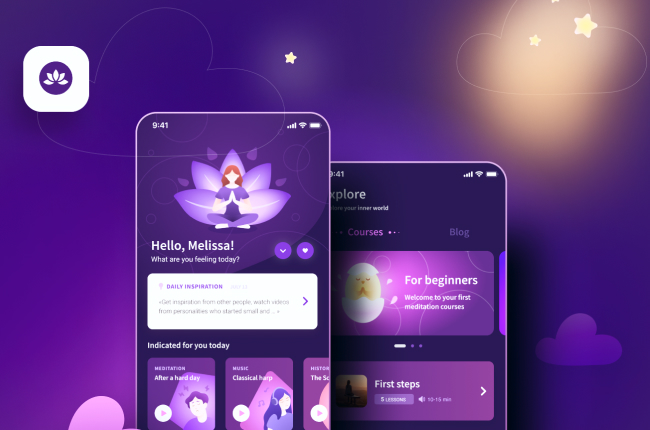 9:41
9:41
xplore
ore your inner world
Courses
Blog
Hello, Melissa!
What are you feeling today?
For beginners
Welcome to your first
meditation courses
DAILY INSPIRATION
«Get inspiration from other people, watch videos
from personalities who started small and ... »
Indicated for you today
MEDITATION
After a hard day
MUSIC
Classical harp
HISTOR
The Sc
First steps
5 LESSONS
10-15 min